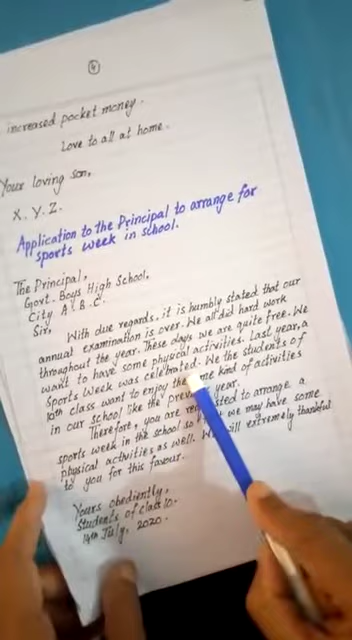 4
increased pocket money.
Love to all at home.
Your loving son,
X.Y.Z.
Application to the Principal to arrange for
sports week in school.
The Principal,
Govt. Boys High School,
City A.B.C.
Sir,
With due regards, it is humbly stated that our
annual examination is over. We all did hard work
throughout the year. These days we are quite free. We
want to have some physical activities. Last year, a
Sports Week was celebrated. We the students of
10th class want to enjoy the kind of activities
in our school like the year.
Therefore, you are to arrange a
sports week in the school so we may have some
physical activities as well. We will extremely thankful
to you for this favour.
Yours obediently,
Students of class 10.
14th July, 2020.